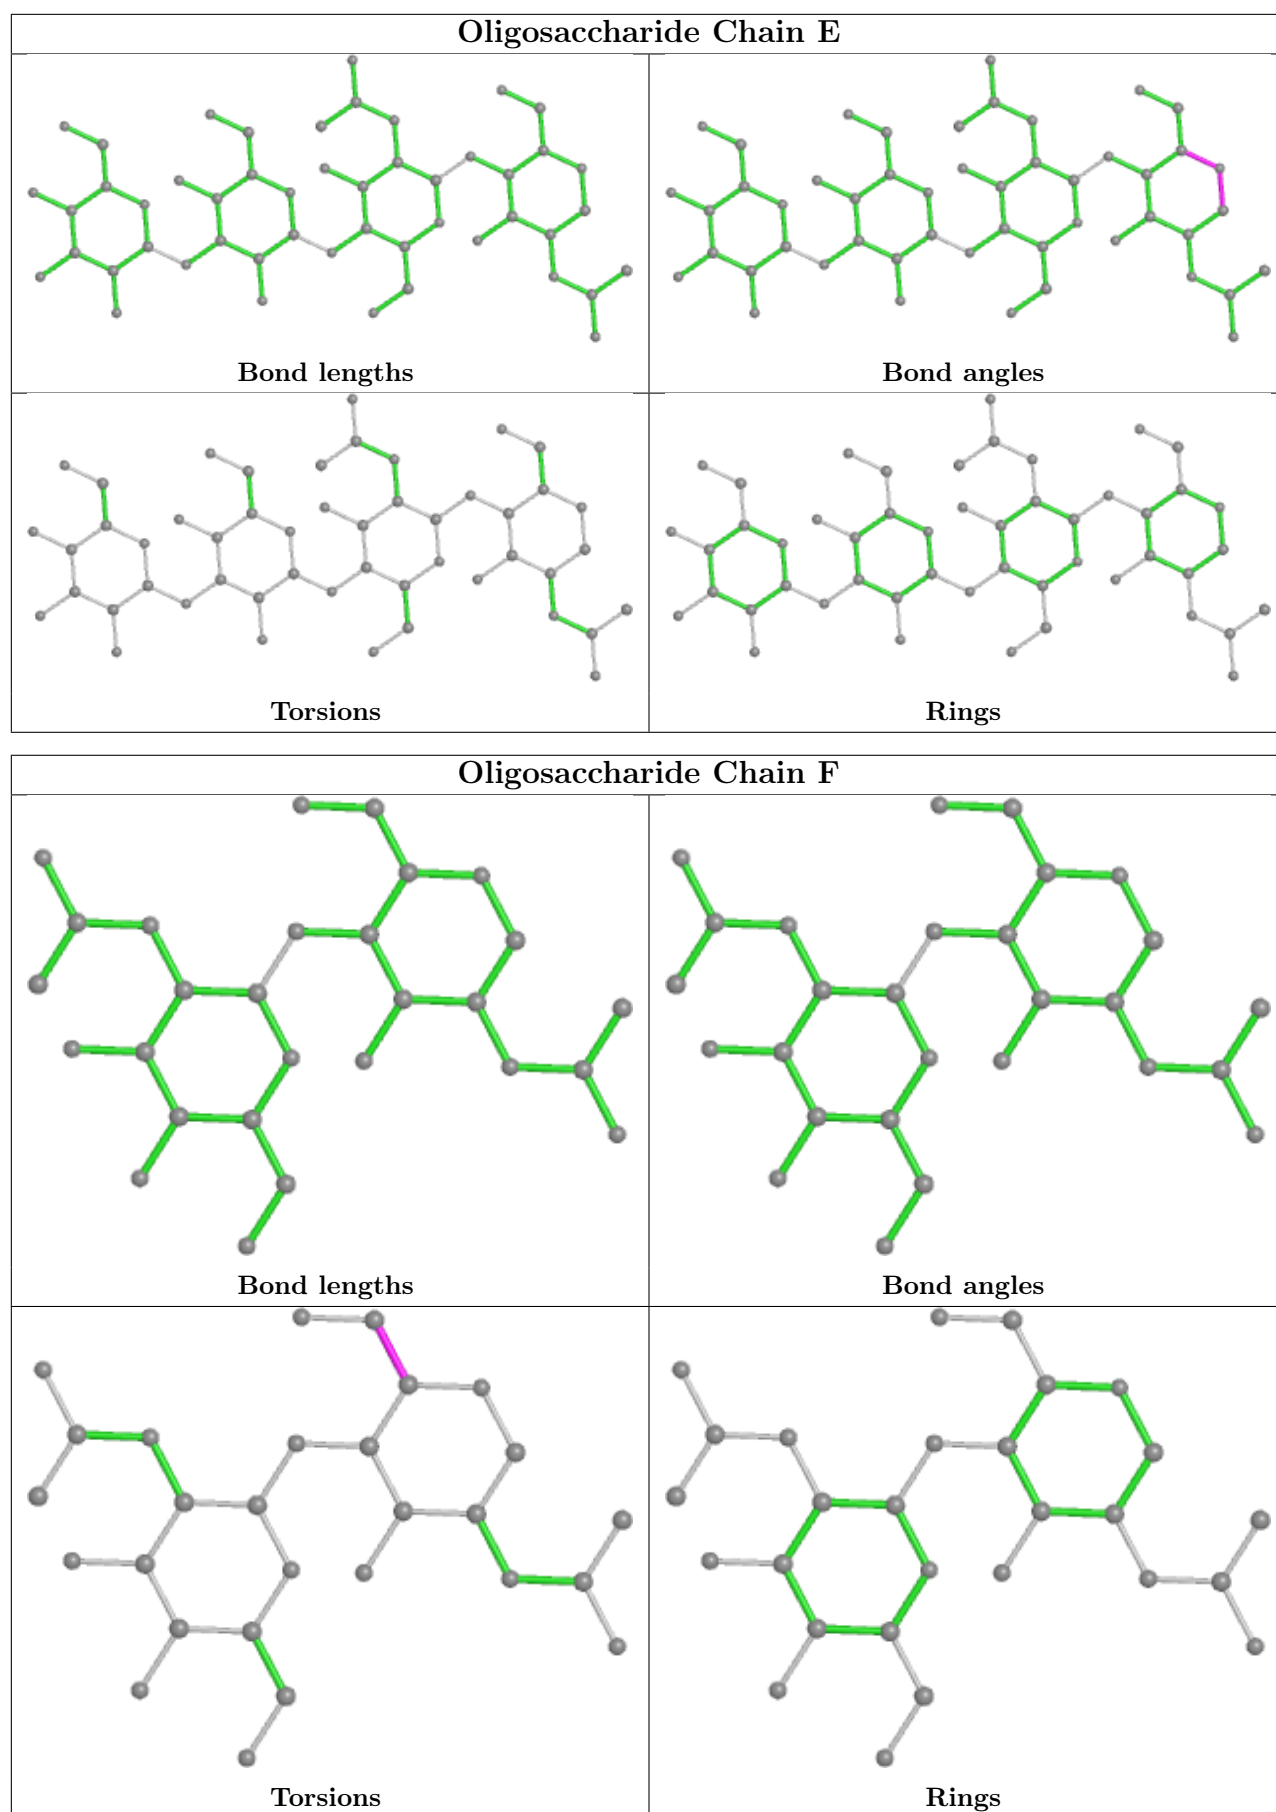 Oligosaccharide Chain E
Bond lengths
Bond angles
Torsions
Rings
Oligosaccharide Chain F
Bond lengths
Bond angles
Torsions
Rings